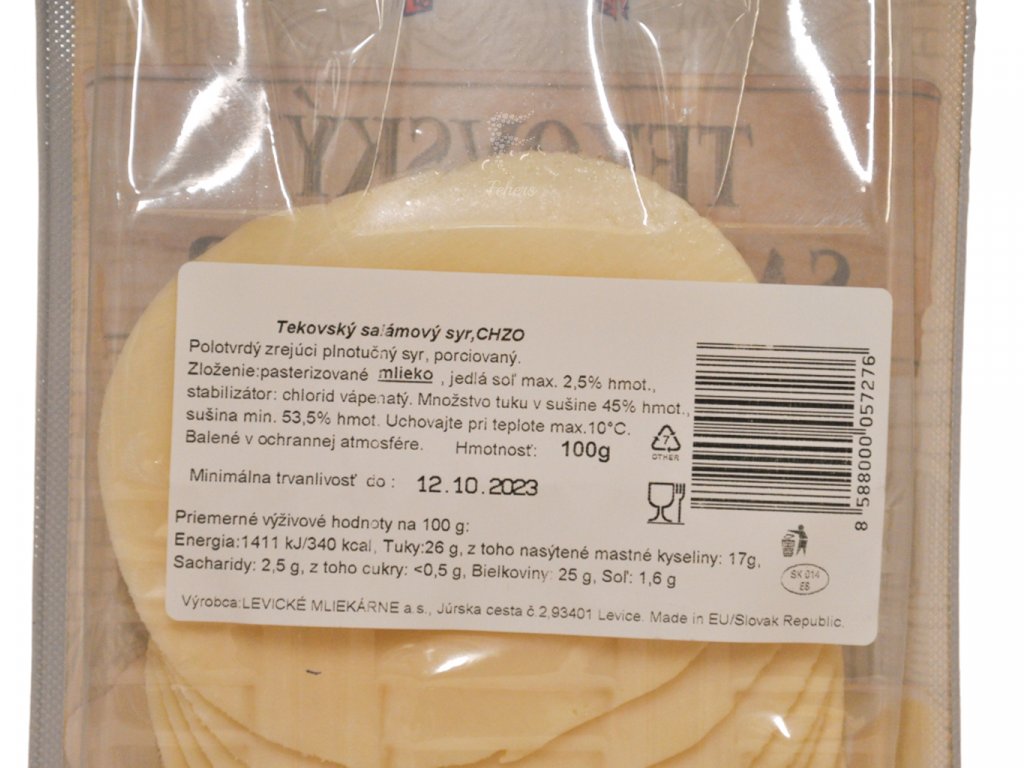 TEKOVSKÝ
SA
Fehérs
Tekovský salámový syr,CHZO
Polotvrdý zrejúci plnotučný syr, porciovaný.
Zloženie:pasterizované mlieko , jedlá soľ max. 2,5% hmot.,
stabilizátor: chlorid vápenatý. Množstvo tuku v sušine 45% hmot.,
sušina min. 53,5% hmot. Uchovajte pri teplote max.10°C.
Balené v ochrannej atmosfére. Hmotnosť: 100g
7
OTHER
Minimálna trvanlivosť do : 12.10.2023
Priemerné výživové hodnoty na 100 g:
Energia:1411 kJ/340 kcal, Tuky:26 g, z toho nasýtené mastné kyseliny: 17g,
Sacharidy: 2,5 g, z toho cukry: <0,5 g, Bielkoviny: 25 g, Soľ: 1,6 g
Výrobca:LEVICKÉ MLIEKÁRNE a.s., Júrska cesta č.2,93401 Levice. Made in EU/Slovak Republic.
8 588000 057276
SK 014
ES